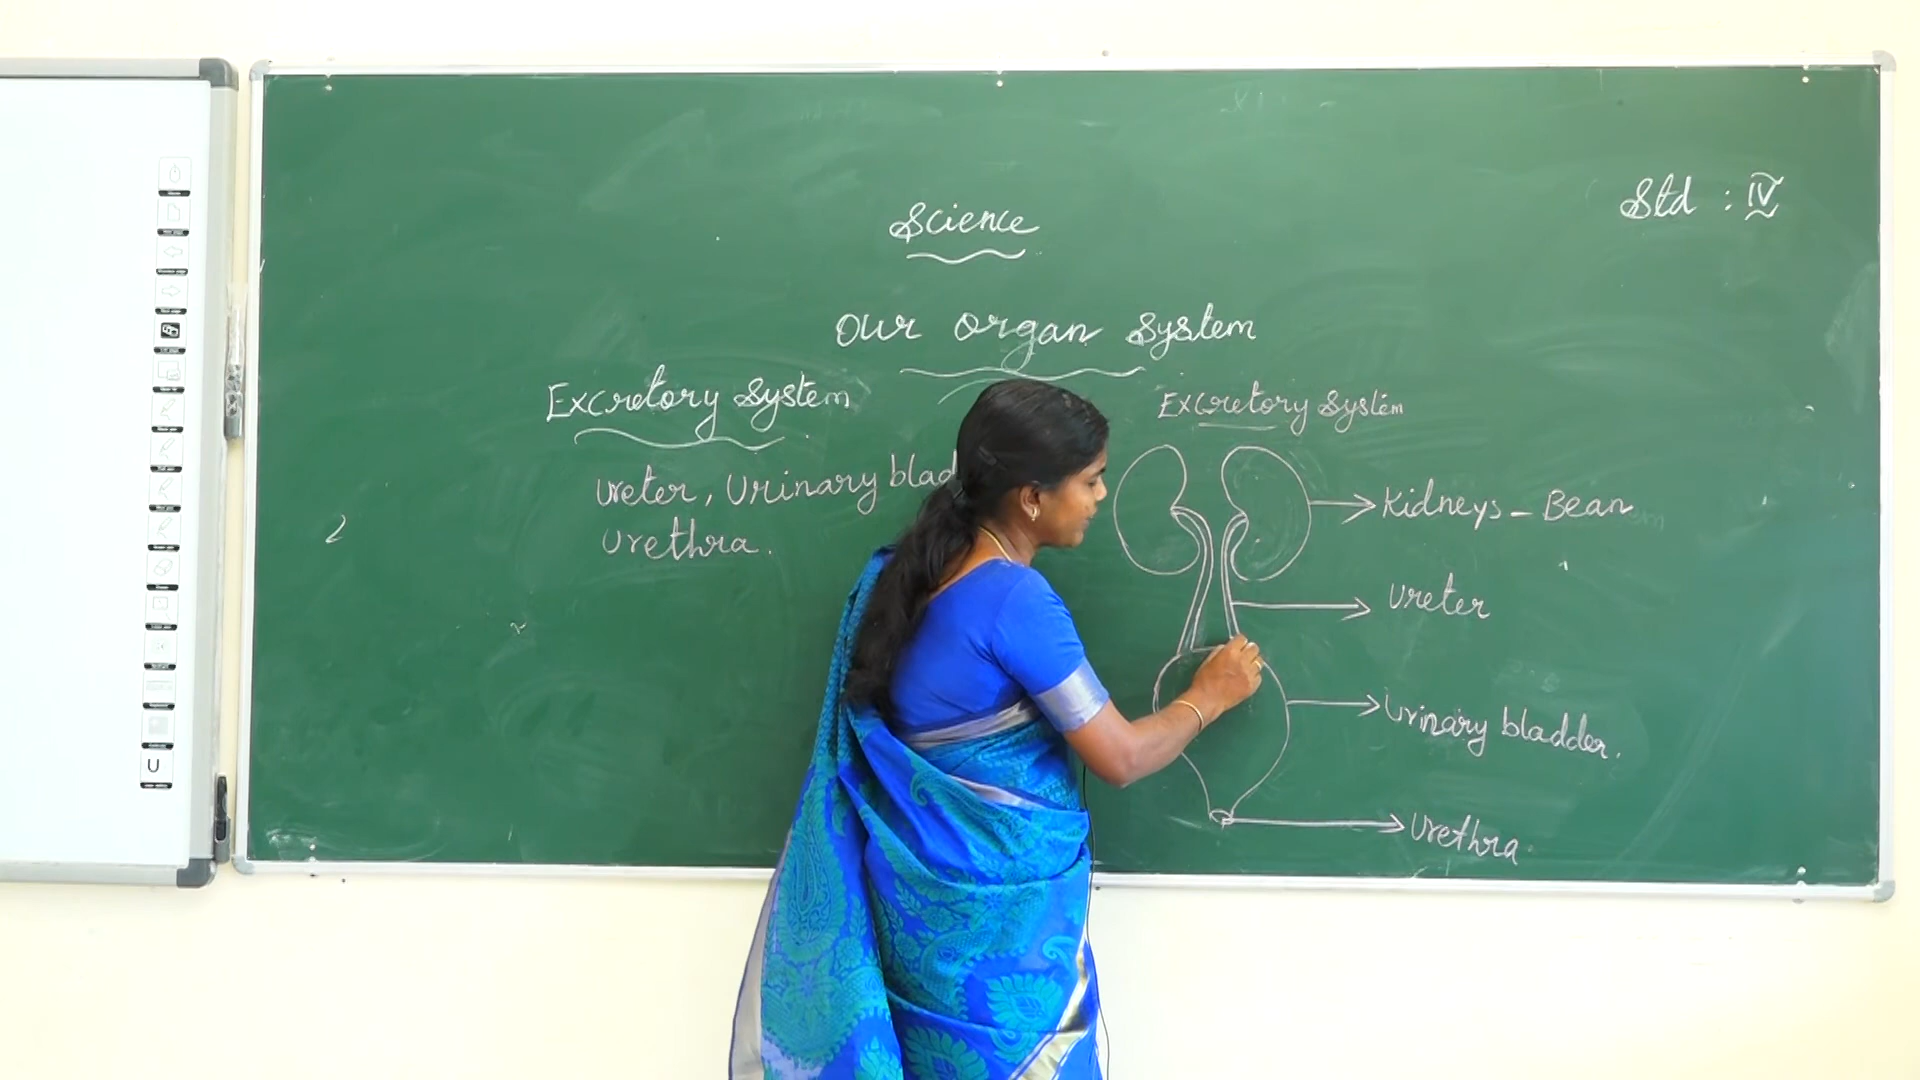 Std : IV
Science
Our Organ System
Excretory System
Ureter, Urinary blad
Urethra.
Excretory System
Kidneys - Bean
Ureter
Urinary bladder.
Urethra